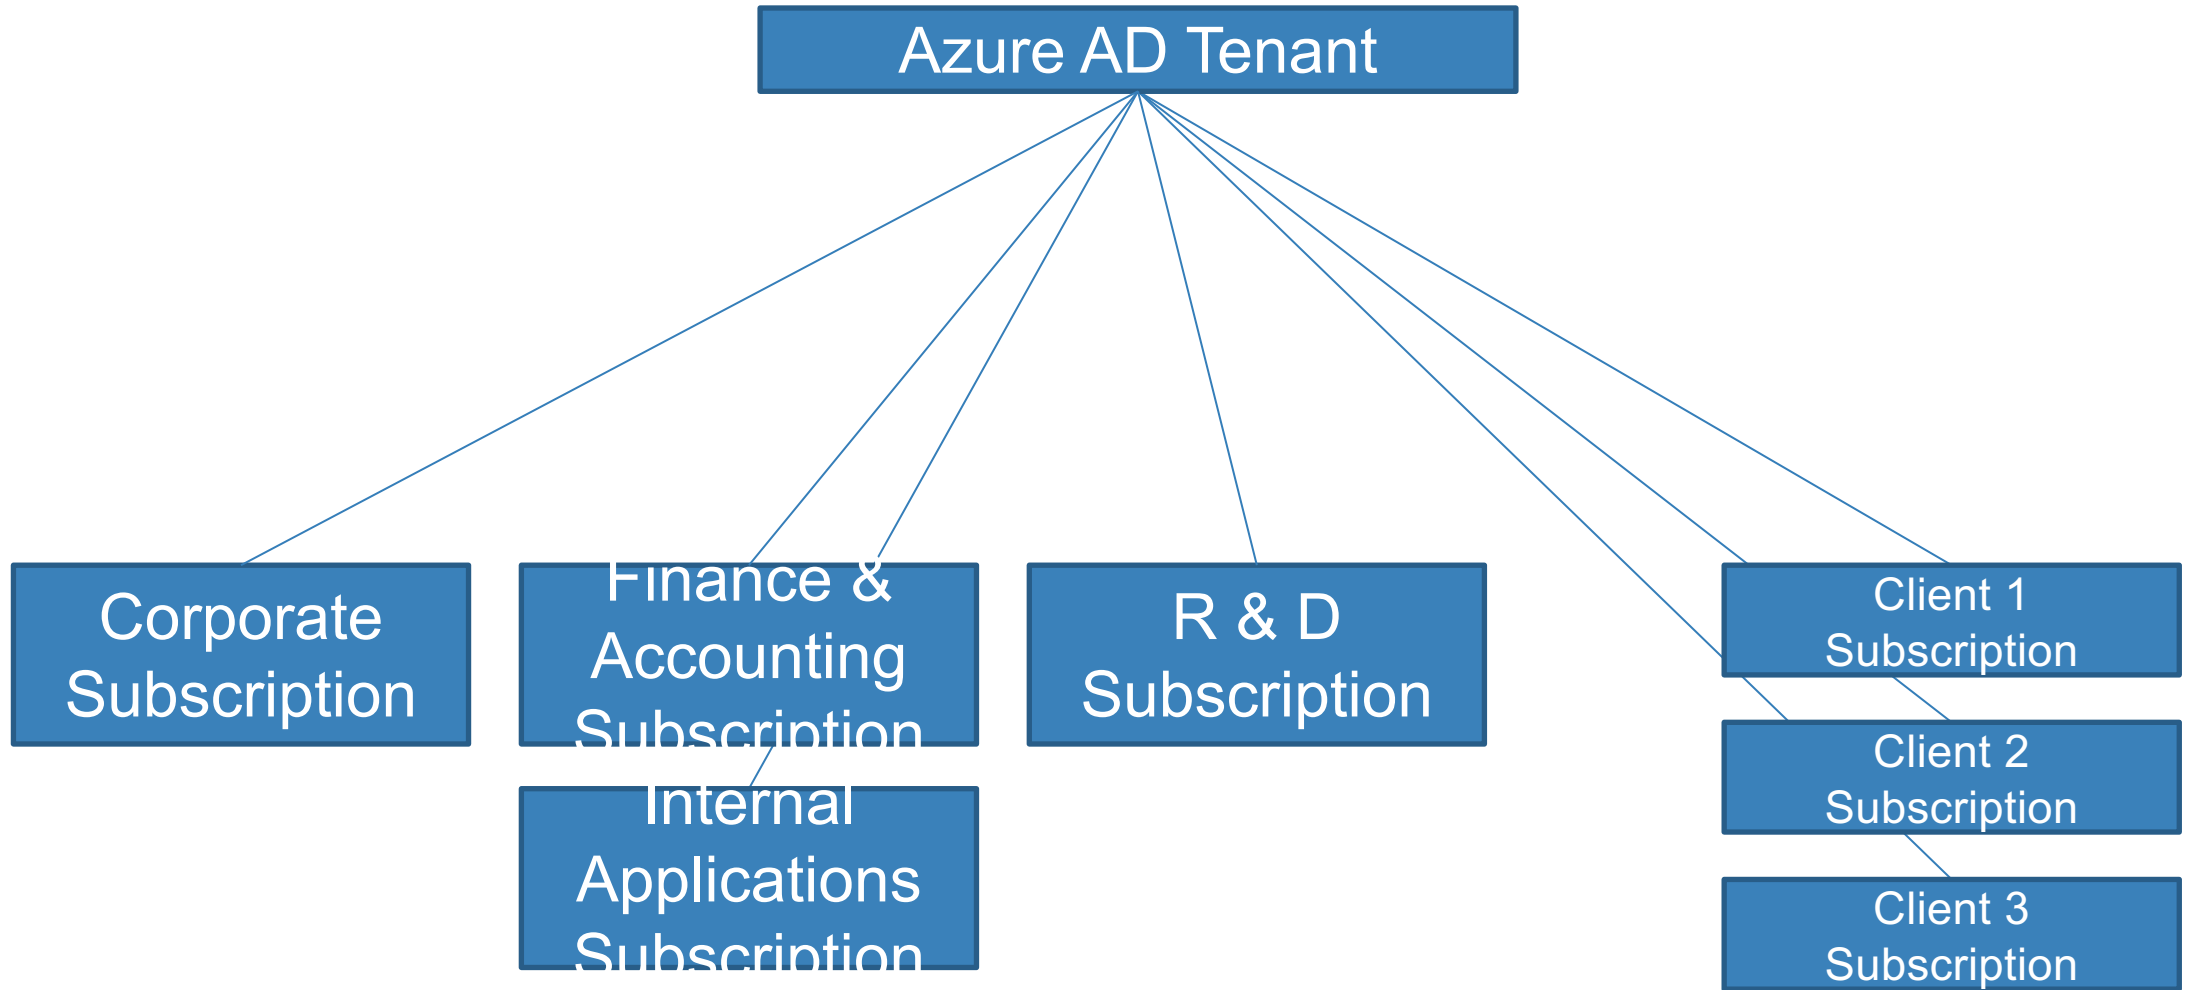 Azure AD Tenant
Corporate
Subscription
Finance &
Accounting
Subscription
R & D
Subscription
Client 1
Subscription
Client 2
Subscription
Internal
Applications
Subscription
Client 3
Subscription